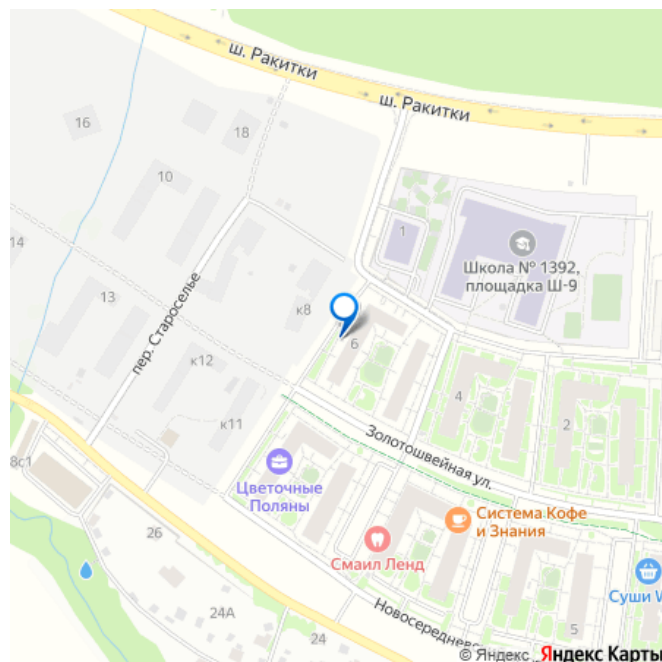 ш. Ракитки
ш. Ракитки
16
18
10
1
Школа № 1392,
площадка Ш-9
14
пер. Староселье
13
к8
6
к12
4
2
к11
Золотошвейная ул.
8с1
Цветочные
Поляны
Система Кофе
и Знания
26
Смаил Ленд
Суши W
24А
24
Новосередневс
5
© Яндекс Яндекс Карты